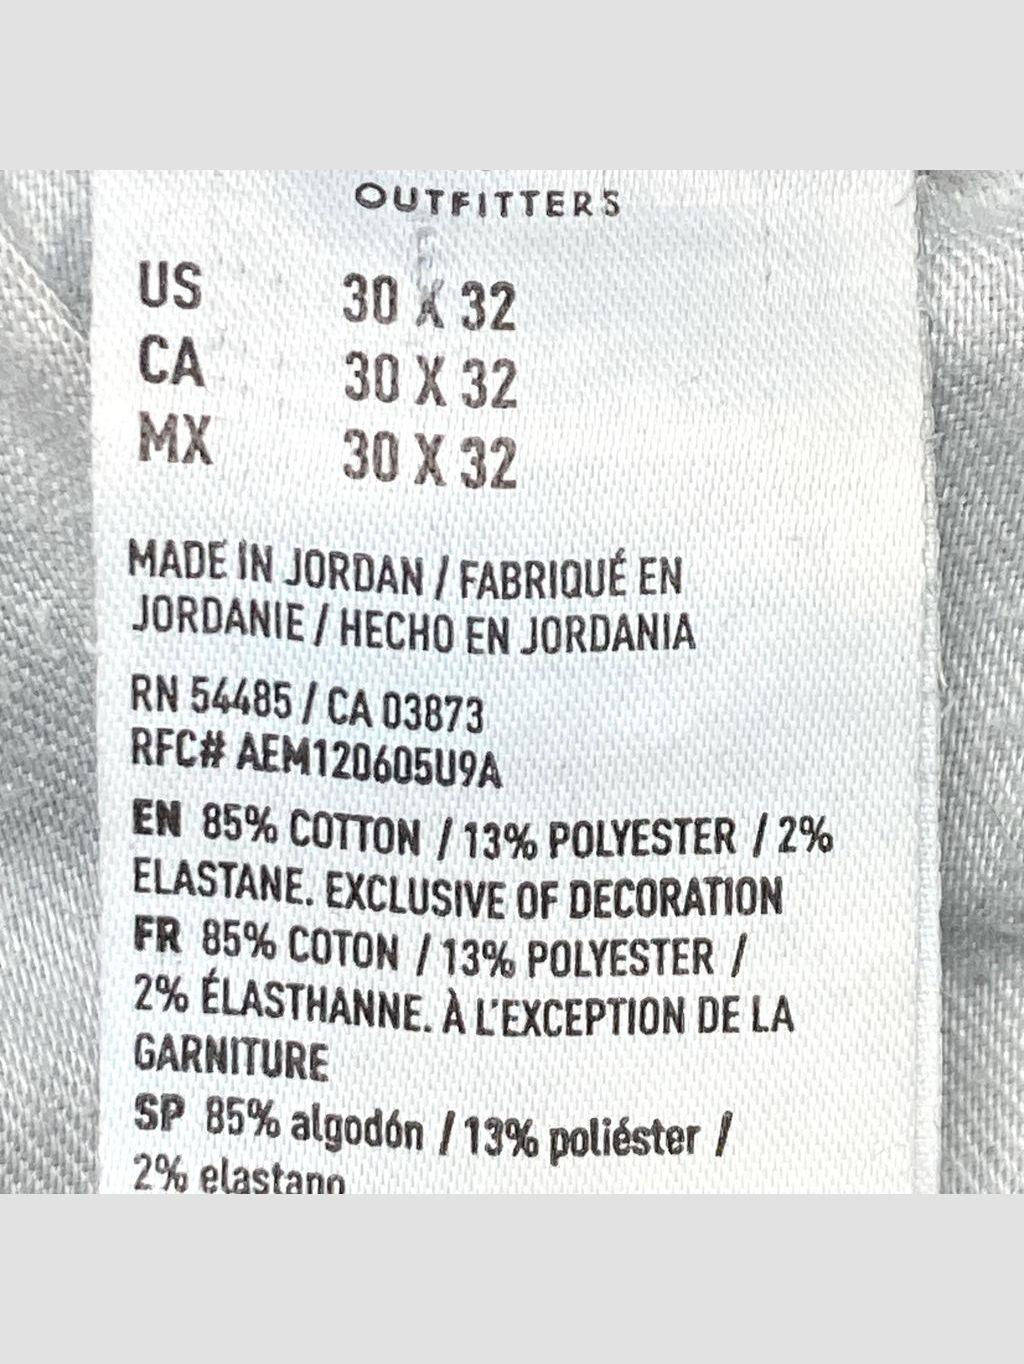 OUTFITTERS
US 30 X 32
CA 30 X 32
MX 30 X 32
MADE IN JORDAN / FABRIQUÉ EN
JORDANIE / HECHO EN JORDANIA
RN 54485 / CA 03873
RFC# AEM120605U9A
EN 85% COTTON / 13% POLYESTER / 2%
ELASTANE. EXCLUSIVE OF DECORATION
FR 85% COTON / 13% POLYESTER /
2% ÉLASTHANNE. À L'EXCEPTION DE LA
GARNITURE
SP 85% algodón / 13% poliéster /
2% elastano